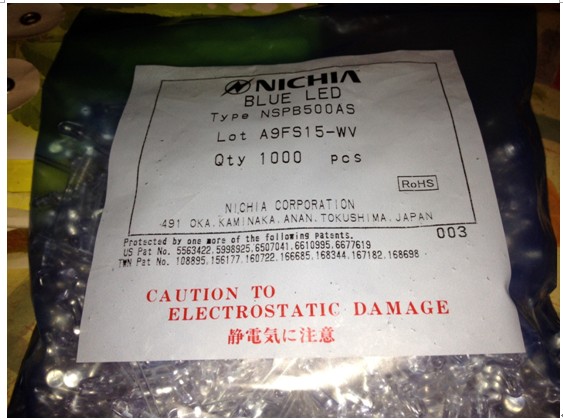 NICHIA
BLUE LED
Type NSPB500AS
Lot A9FS15-WV
Qty 1000 pcs
RoHS
NICHIA CORPORATION
491 OKA,KAMINAKA,ANAN,TOKUSHIMA,JAPAN
003
Protected by one more of the following patents.
US Pat No. 5563422.5998925.6507041.6610995.6677619
TWN Pat No. 108895.156177.160722.166685.168344.167182.168698
CAUTION TO
ELECTROSTATIC DAMAGE
静電気に注意